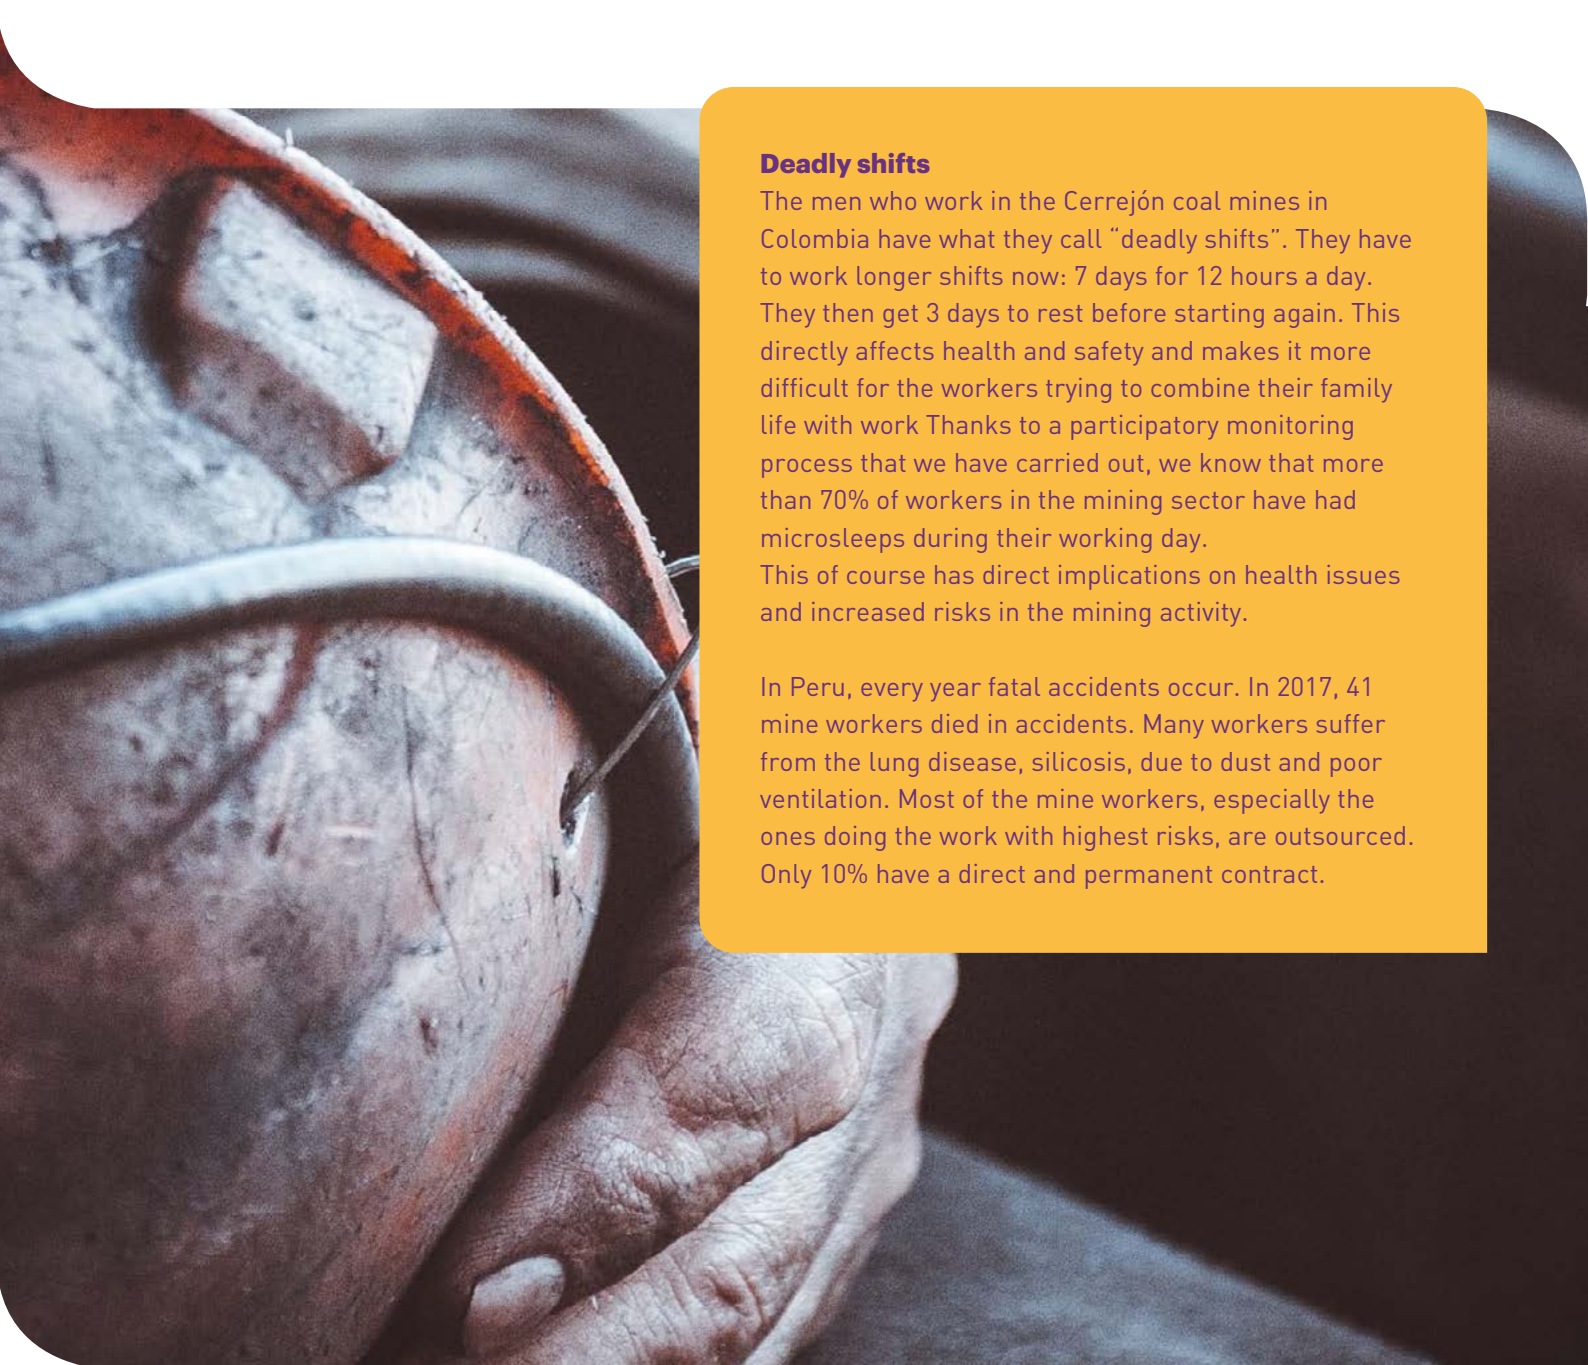 Deadly shifts
The men who work in the Cerrejón coal mines in
Colombia have what they call “deadly shifts”. They have
to work longer shifts now: 7 days for 12 hours a day.
They then get 3 days to rest before starting again. This
directly affects health and safety and makes it more
difficult for the workers trying to combine their family
life with work Thanks to a participatory monitoring
process that we have carried out, we know that more
than 70% of workers in the mining sector have had
microsleeps during their working day.
This of course has direct implications on health issues
and increased risks in the mining activity.
In Peru, every year fatal accidents occur. In 2017, 41
mine workers died in accidents. Many workers suffer
from the lung disease, silicosis, due to dust and poor
ventilation. Most of the mine workers, especially the
ones doing the work with highest risks, are outsourced.
Only 10% have a direct and permanent contract.